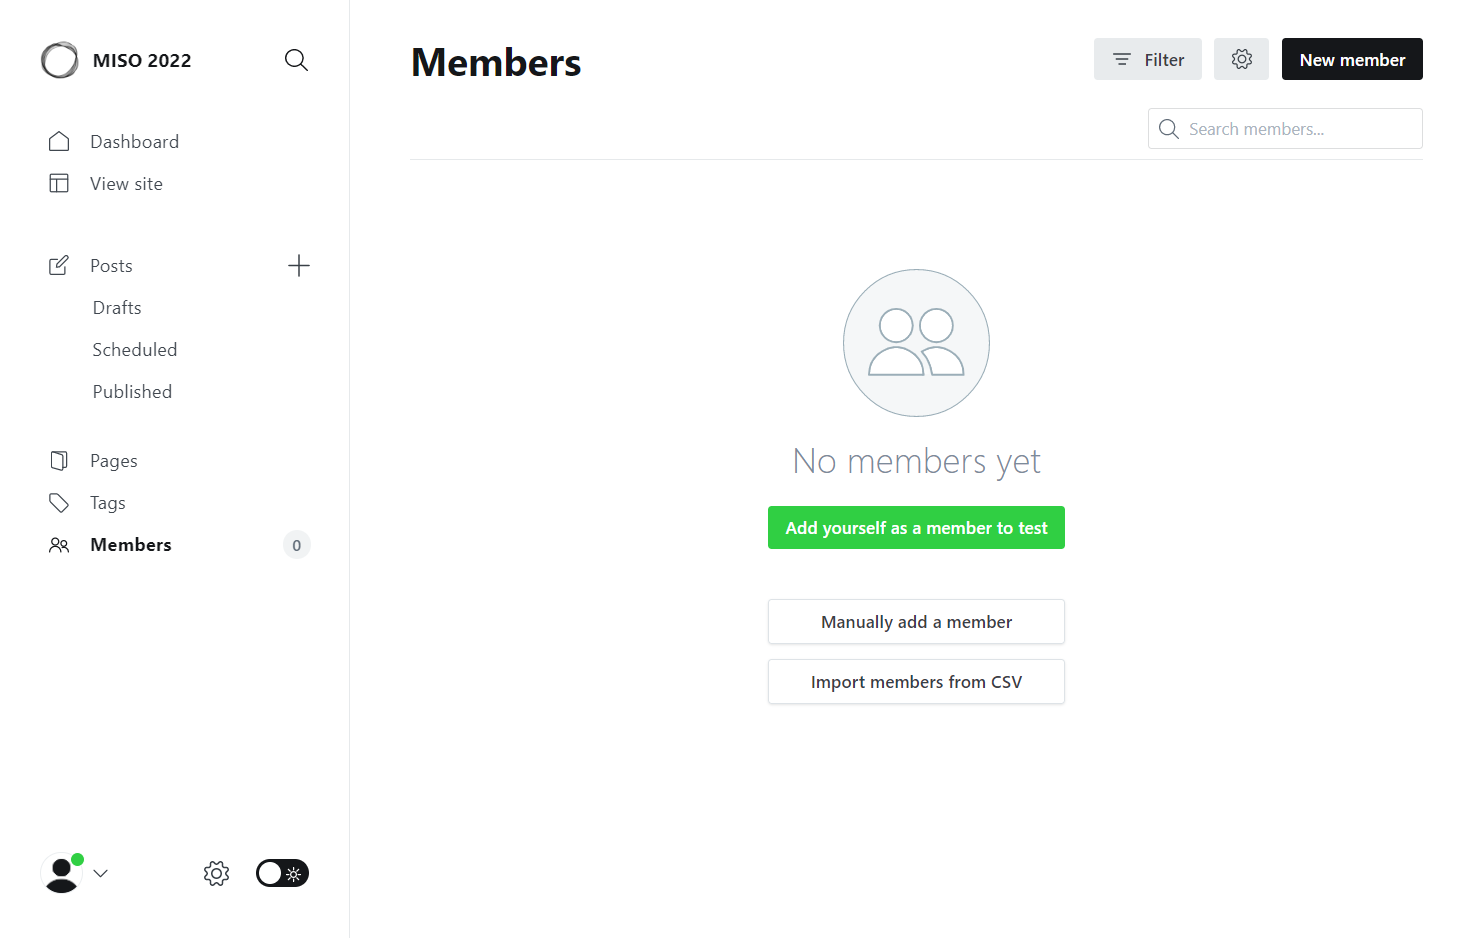 MISO 2022
Dashboard
View site
Posts
Drafts
Scheduled
Published
Pages
Tags
Members
0
Members
Filter
New member
Search members...
No members yet
Add yourself as a member to test
Manually add a member
Import members from CSV